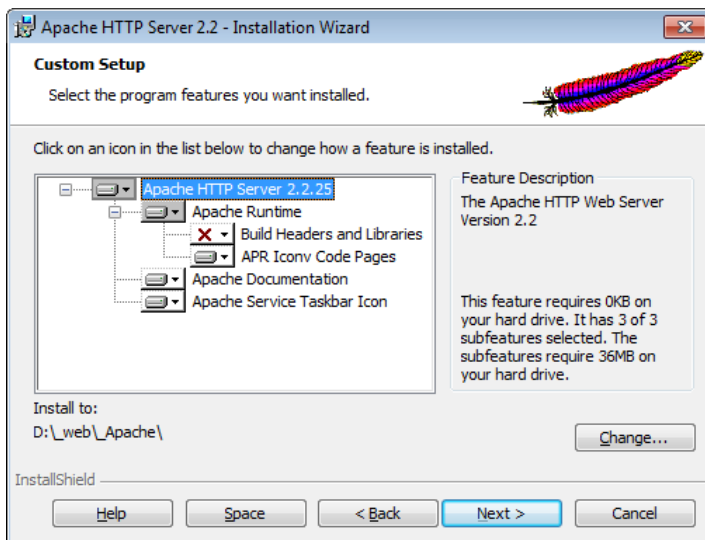 Apache HTTP Server 2.2 - Installation Wizard
Custom Setup
Select the program features you want installed.
Click on an icon in the list below to change how a feature is installed.
Apache HTTP Server 2.2.25
Apache Runtime
Build Headers and Libraries
APR Iconv Code Pages
Apache Documentation
Apache Service Taskbar Icon
Feature Description
The Apache HTTP Web Server
Version 2.2
This feature requires 0KB on
your hard drive. It has 3 of 3
subfeatures selected. The
subfeatures require 36MB on
your hard drive.
Install to:
D:\_web\_Apache\
Change...
InstallShield
Help
Space
< Back
Next >
Cancel